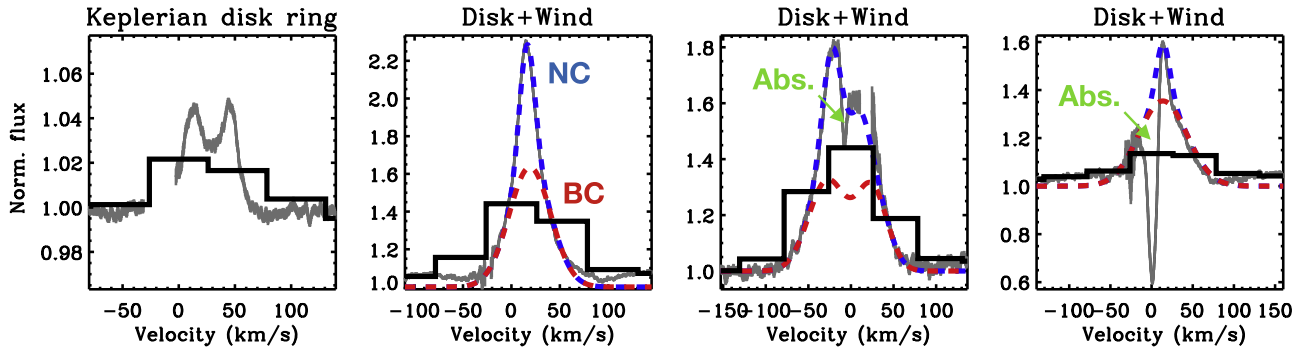 Keplerian disk ring
Disk+Wind
Disk+Wind
Disk+Wind
Norm. flux
1.06
1.04
1.02
1.00
0.98
−50 0 50 100
Velocity (km/s)
NC
BC
2.2
2.0
1.8
1.6
1.4
1.2
1.0
−100 −50 0 50 100
Velocity (km/s)
Abs.
1.8
1.6
1.4
1.2
1.0
−150 −100 −50 0 50 100
Velocity (km/s)
Abs.
1.6
1.4
1.2
1.0
0.8
0.6
−100 −50 0 50 100 150
Velocity (km/s)